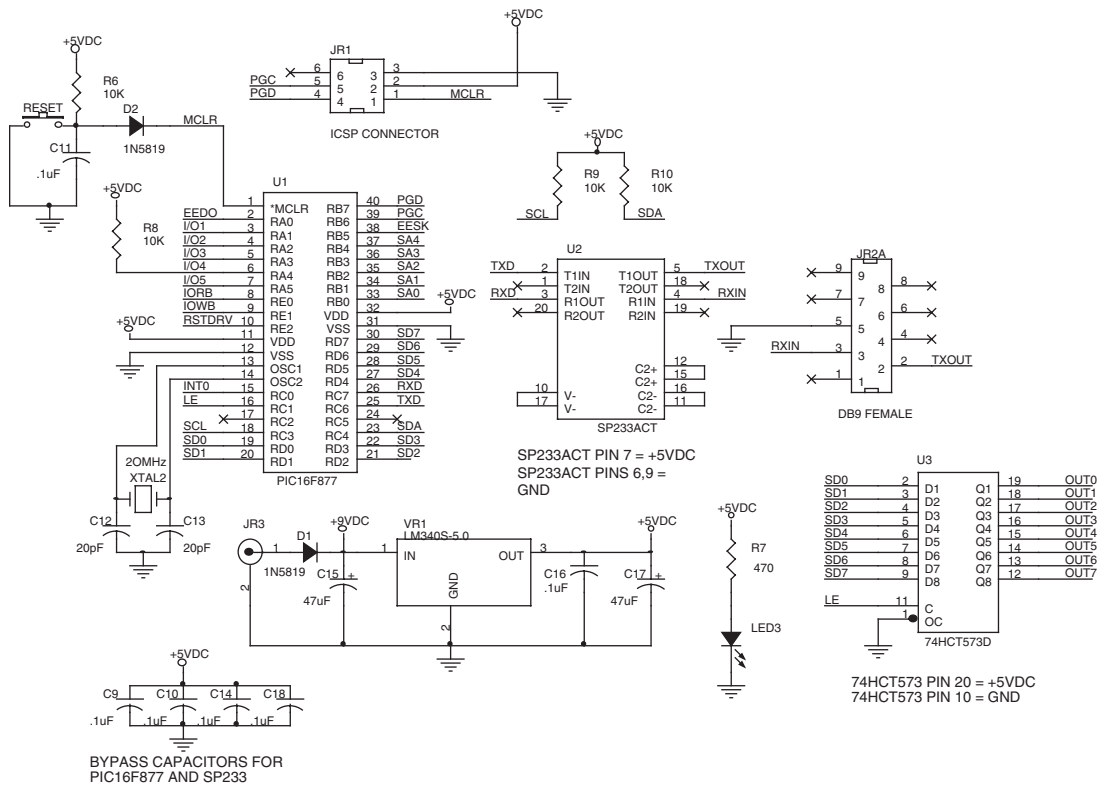 +5VDC
+5VDC
JR1
6 6 3 3
PGC 5 5 2 2
PGD 4 4 1 1 MCLR
ICSP CONNECTOR
R6
10K
RESET
D2
MCLR
1N5819
C11
.1uF
+5VDC
R8
10K
+5VDC
R9
10K
R10
10K
SCL
SDA
U1
1 *MCLR RB7 40 PGD
EEDO 2 RA0 RB6 39 PGC
I/O1 3 RA1 RB5 38 EESK
I/O2 4 RA2 RB4 37 SA4
I/O3 5 RA3 RB3 36 SA3
I/O4 6 RA4 RB2 35 SA2
I/O5 7 RA5 RB1 34 SA1
IORB 8 RE0 RB0 33 SA0
IOWB 9 RE1 VDD 32 +5VDC
RSTDRV 10 RE2 VSS 31
+5VDC 11 VDD RD7 30 SD7
12 VSS RD6 29 SD6
13 OSC1 RD5 28 SD5
14 OSC2 RD4 27 SD4
INT0 15 RC0 RC7 26 RXD
LE 16 RC1 RC6 25 TXD
17 RC2 RC5 24
SCL 18 RC3 RC4 23 SDA
SD0 19 RD0 RD3 22 SD3
SD1 20 RD1 RD2 21 SD2
PIC16F877
2OMHz
XTAL2
C12
20pF
C13
20pF
U2
TXD 2 T1IN T1OUT 5 TXOUT
1 T2IN T2OUT 18
RXD 3 R1OUT R1IN 4 RXIN
20 R2OUT R2IN 19
C2+ 12
C2+ 15
10 V- C2- 16
17 V- C2- 11
SP233ACT
SP233ACT PIN 7 = +5VDC
SP233ACT PINS 6,9 =
GND
JR2A
9 9
8 8
7 7
6 6
5 5
4 4
RXIN 3 3
2 2 TXOUT
1 1
DB9 FEMALE
JR3
1
2
D1
1N5819
+9VDC
C15 +
47uF
VR1
LM340S-5.0
1 IN OUT 3
GND
2
C16
.1uF
+5VDC
C17 +
47uF
+5VDC
R7
470
LED3
U3
SD0 2 D1 Q1 19 OUT0
SD1 3 D2 Q2 18 OUT1
SD2 4 D3 Q3 17 OUT2
SD3 5 D4 Q4 16 OUT3
SD4 6 D5 Q5 15 OUT4
SD5 7 D6 Q6 14 OUT5
SD6 8 D7 Q7 13 OUT6
SD7 9 D8 Q8 12 OUT7
LE 11 C
1 OC
74HCT573D
74HCT573 PIN 20 = +5VDC
74HCT573 PIN 10 = GND
+5VDC
C9 C10 C14 C18
.1uF .1uF .1uF .1uF
BYPASS CAPACITORS FOR
PIC16F877 AND SP233